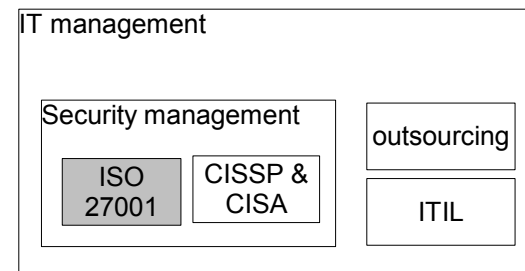 IT management
Security management
outsourcing
ISO
27001
CISSP &
CISA
ITIL